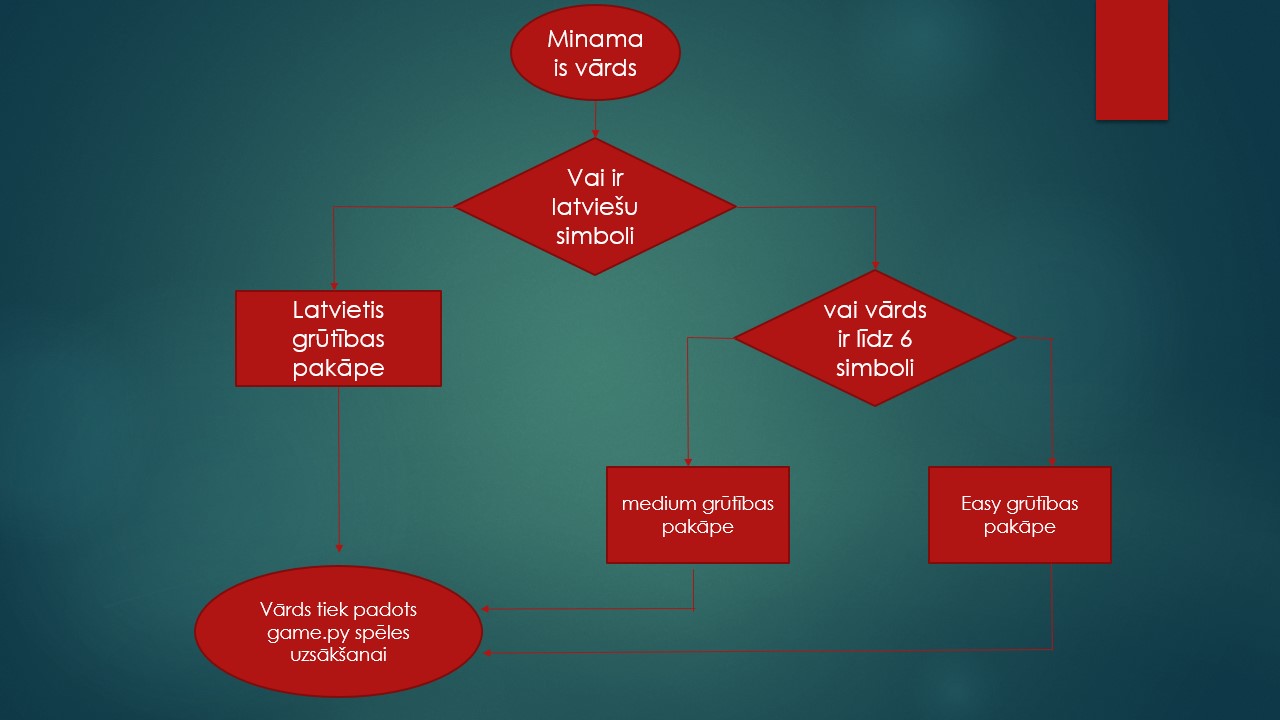 Minama
is vārds
Vai ir
latviešu
simboli
Latvietis
grūtības
pakāpe
vai vārds
ir līdz 6
simboli
medium grūtības
pakāpe
Easy grūtības
pakāpe
Vārds tiek padots
game.py spēles
uzsākšanai